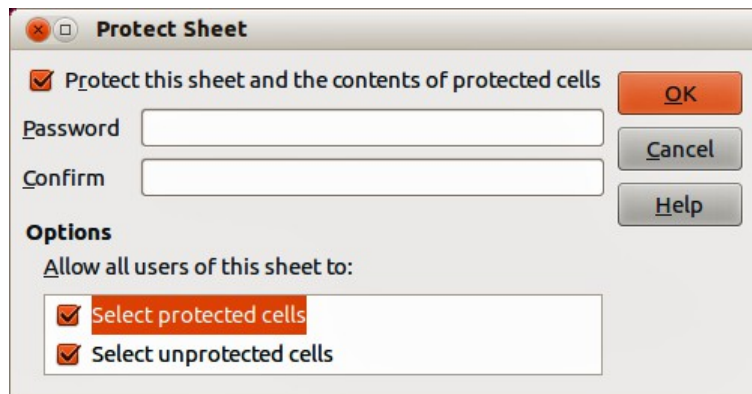 Protect Sheet
Protect this sheet and the contents of protected cells
OK
Password
Cancel
Confirm
Help
Options
Allow all users of this sheet to:
Select protected cells
Select unprotected cells